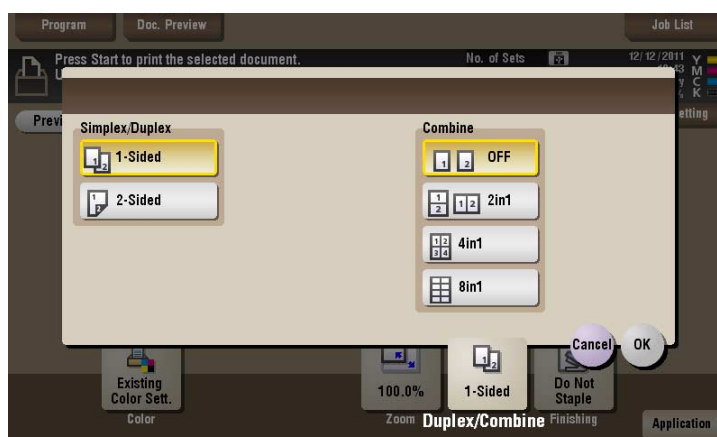 Program
Doc. Preview
Job List
Press Start to print the selected document.
No. of Sets
12/12/2011
Y
M
C
K
Simplex/Duplex
Combine
1-Sided
OFF
2-Sided
2in1
4in1
8in1
Cancel
OK
Existing
Color Sett.
Color
100.0%
Zoom
1-Sided
Duplex/Combine
Do Not
Staple
Finishing
Application